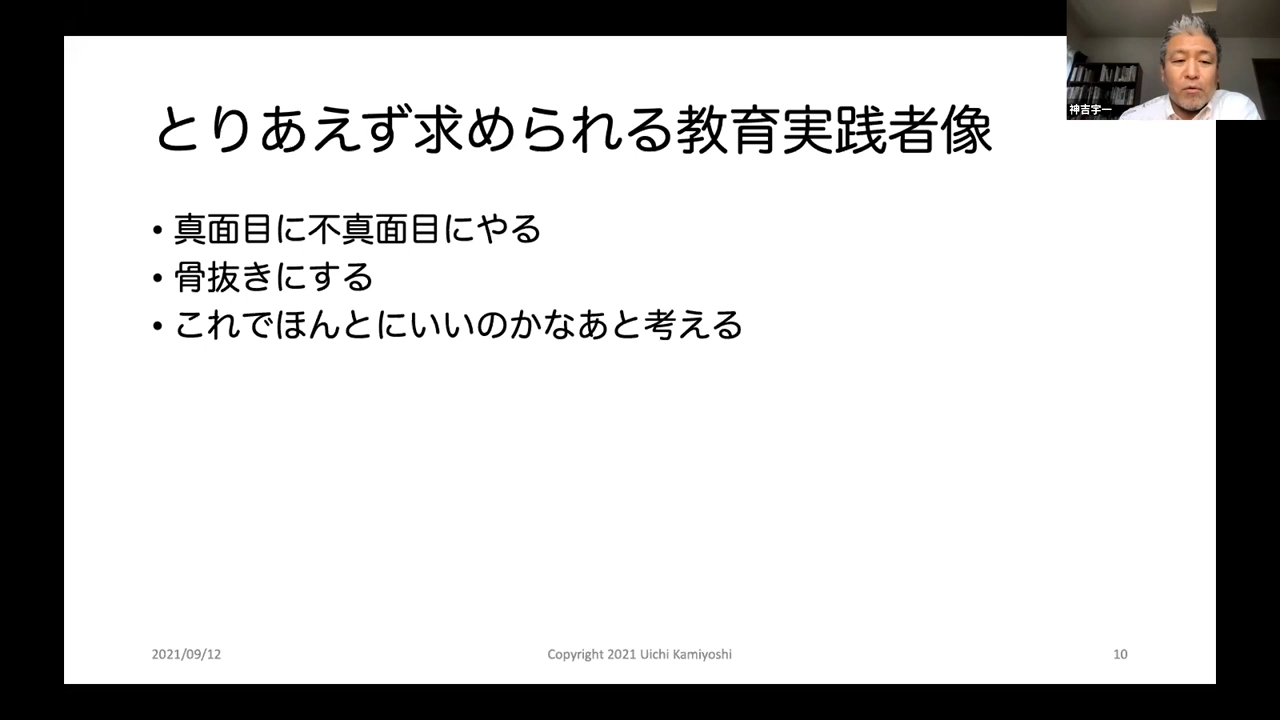 神吉宇一
とりあえず求められる教育実践者像
• 真面目に不真面目にやる
• 骨抜きにする
• これでほんとにいいのかなあと考える
2021/09/12
Copyright 2021 Uichi Kamiyoshi
10